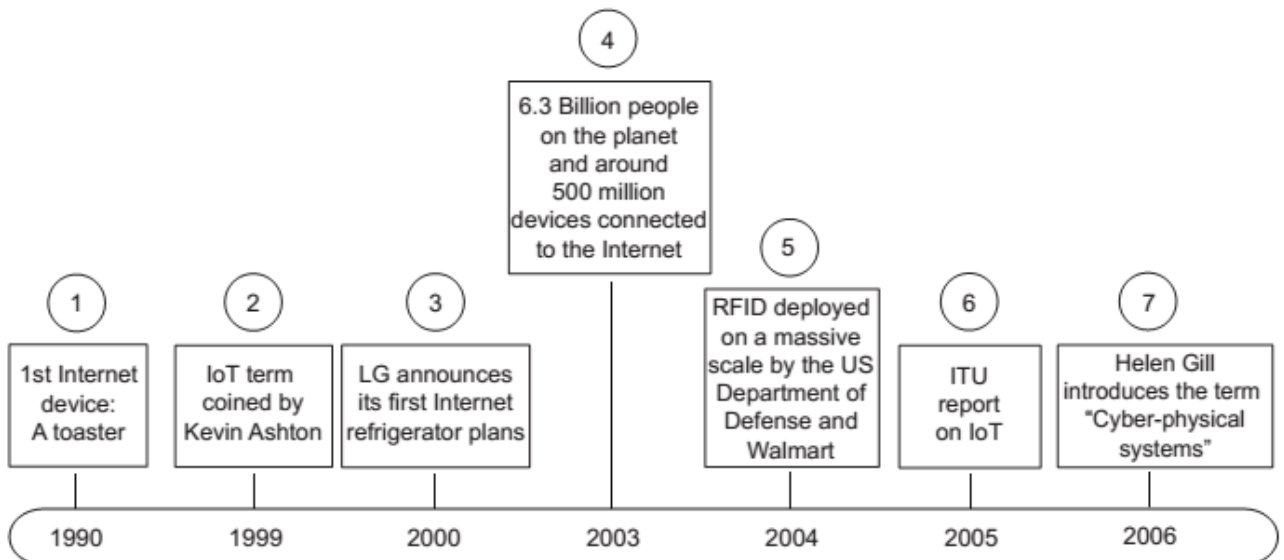 4
6.3 Billion people
on the planet
and around
500 million
devices connected
to the Internet
5
RFID deployed
on a massive
scale by the US
Department of
Defense and
Walmart
1
1st Internet
device:
A toaster
2
IoT term
coined by
Kevin Ashton
3
LG announces
its first Internet
refrigerator plans
6
ITU
report
on IoT
7
Helen Gill
introduces the term
“Cyber-physical
systems”
1990 1999 2000 2003 2004 2005 2006